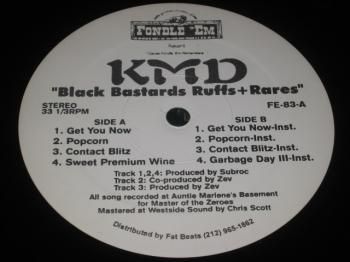 FONDLE 'EM
KMD
"Black Bastards Ruffs+Rares"
STEREO
33 1/3RPM
FE-83-A
SIDE A
1. Get You Now
2. Popcorn
3. Contact Blitz
4. Sweet Premium Wine
SIDE B
1. Get You Now-Inst.
2. Popcorn-Inst.
3. Contact Blitz-Inst.
4. Garbage Day III-Inst.
Track 1,2,4: Produced by Subroc
Track 2: Co-produced by Zev
Track 3: Produced by Zev
All song recorded at Auntie Marlene's Basement
for Master of the Zeroes
Mastered at Westside Sound by Chris Scott
Distributed by Fat Beats (212) 965-1862